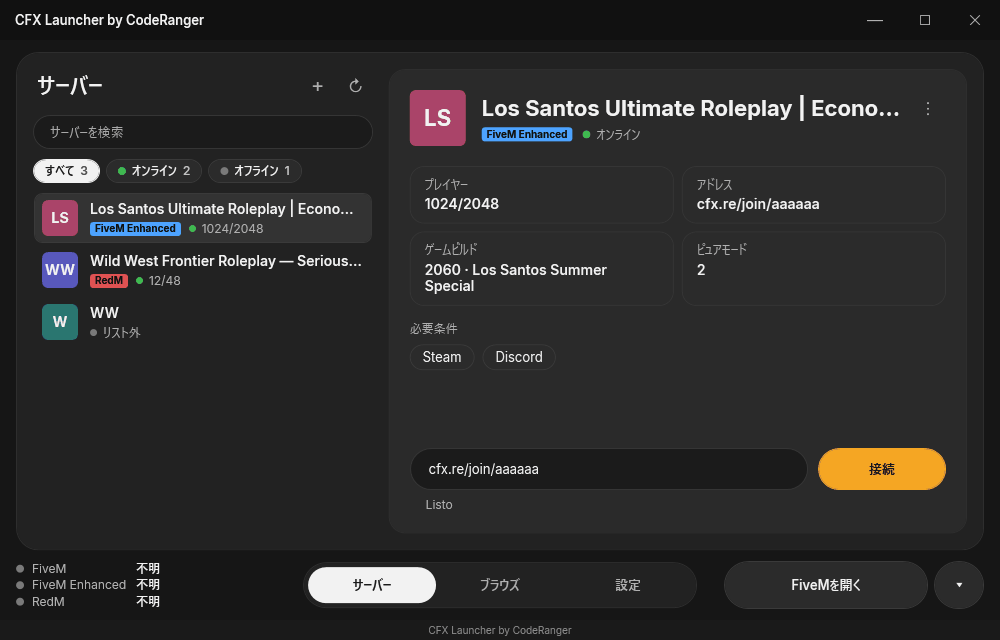 CFX Launcher by CodeRanger
サーバー
サーバーを検索
すべて 3
オンライン 2
オフライン 1
LS
Los Santos Ultimate Roleplay | Econo...
FiveM Enhanced
1024/2048
WW
Wild West Frontier Roleplay — Serious...
RedM
12/48
W
WW
リスト外
LS
Los Santos Ultimate Roleplay | Econo...
FiveM Enhanced
オンライン
プレイヤー
1024/2048
アドレス
cfx.re/join/aaaaaa
ゲームビルド
2060 · Los Santos Summer
Special
ピュアモード
2
必要条件
Steam
Discord
cfx.re/join/aaaaaa
接続
Listo
FiveM 不明
FiveM Enhanced 不明
RedM 不明
サーバー
ブラウズ
設定
FiveMを開く
CFX Launcher by CodeRanger